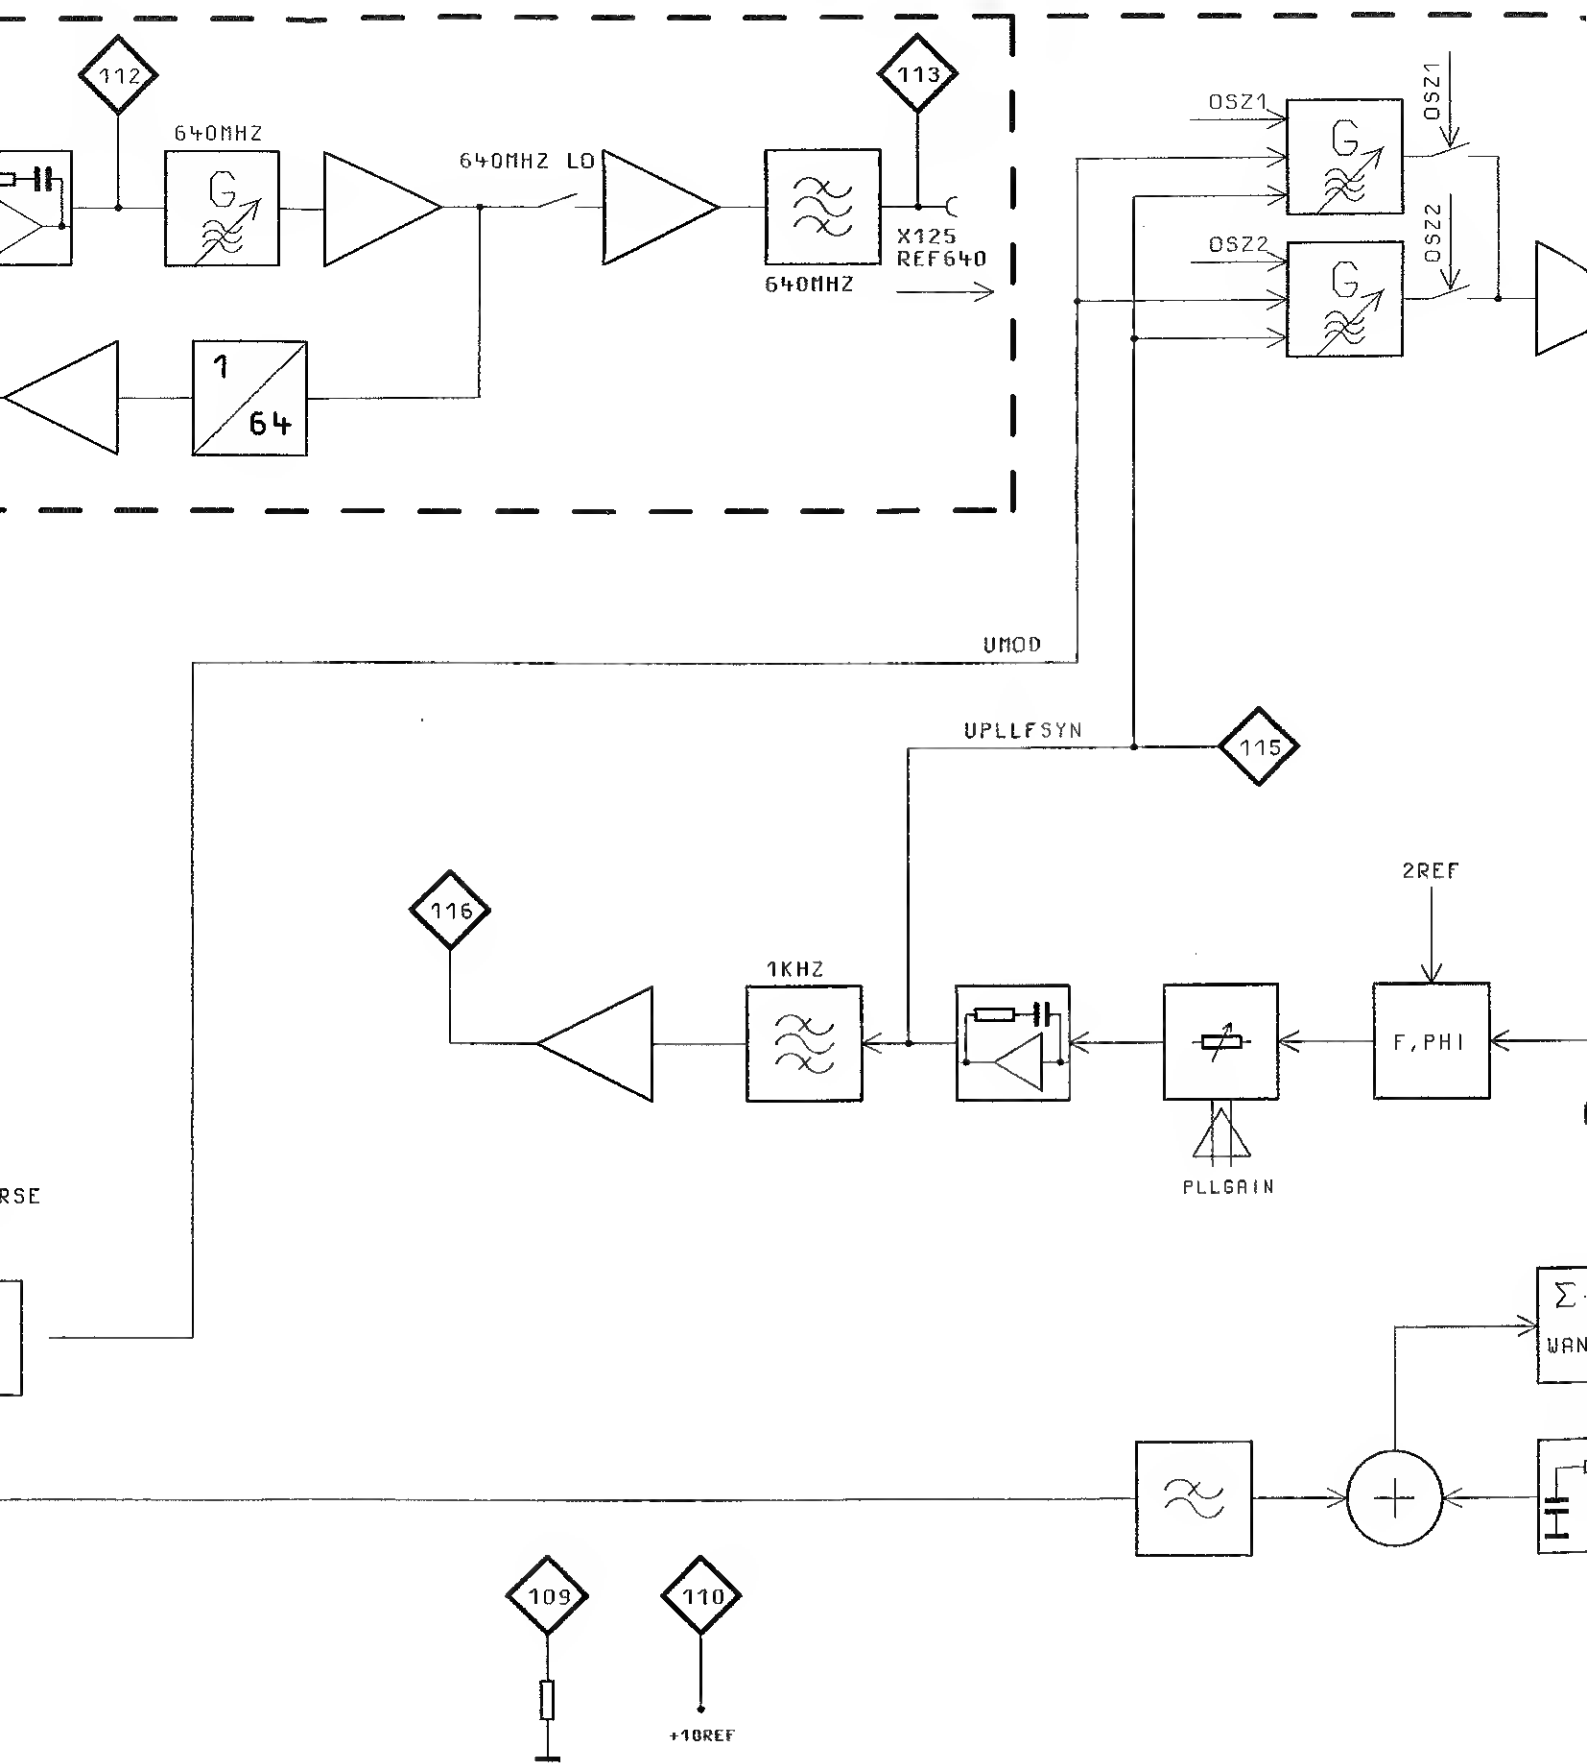 112
113
640MHZ
G
640MHZ LO
X125
REF640
640MHZ
1
64
OSZ1
OSZ1
G
OSZ2
OSZ2
G
UMOD
UPLLFSYN
115
116
2REF
1KHZ
F,PHI
PLLGAIN
RSE
Σ
WAN
+
109
110
+10REF